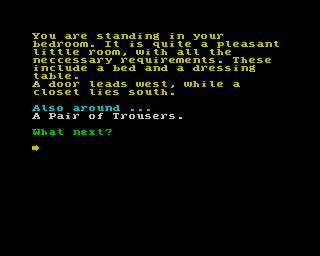 You are standing in your
bedroom. It is quite a pleasant
little room, with all the
neccessary requirements. These
include a bed and a dressing
table.
A door leads west, while a
closet lies south.
Also around ...
A Pair of Trousers.
What next?